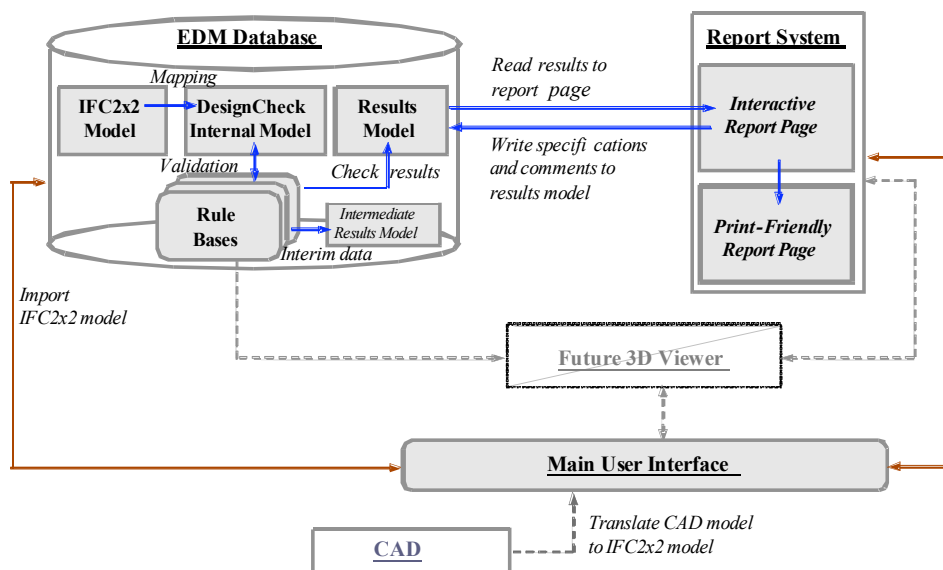 EDM Database
Mapping
IFC2x2
Model
DesignCheck
Internal Model
Results
Model
Validation
Check results
Rule
Bases
Intermediate
Results Model
Interim data
Read results to
report page
Write specifi cations
and comments to
results model
Report System
Interactive
Report Page
Print-Friendly
Report Page
Import
IFC2x2 model
Future 3D Viewer
Main User Interface
Translate CAD model
to IFC2x2 model
CAD